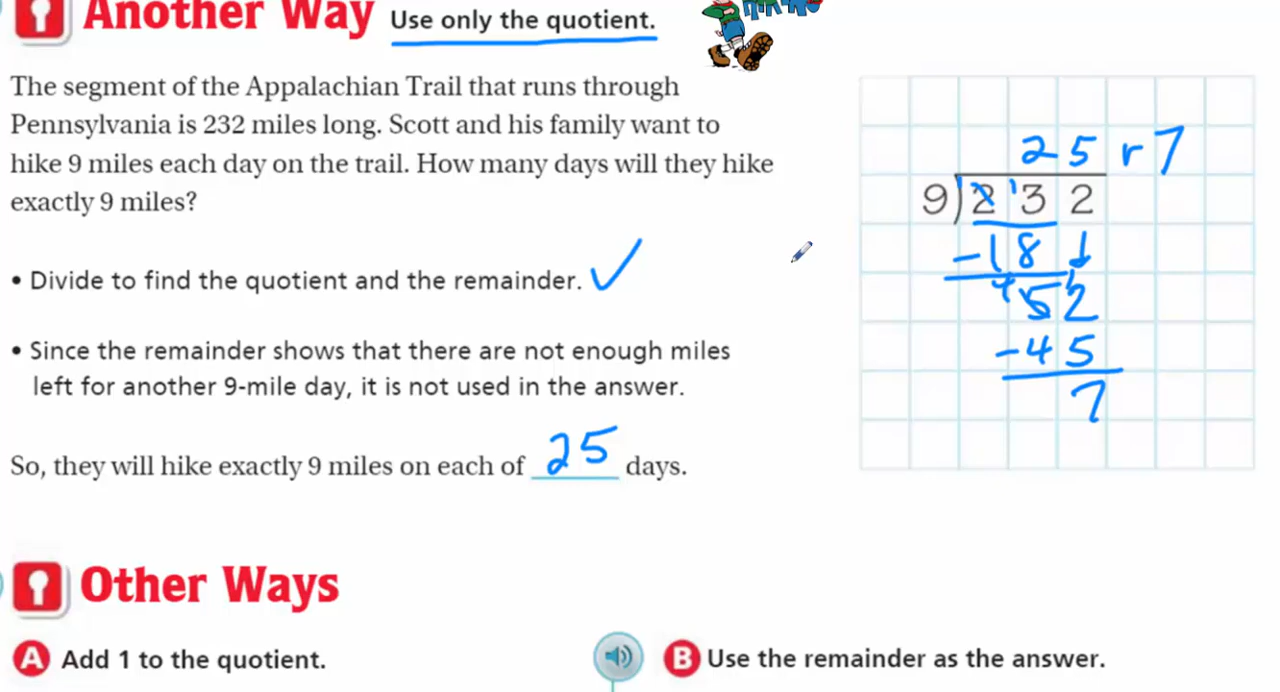 Another Way Use only the quotient.
The segment of the Appalachian Trail that runs through
Pennsylvania is 232 miles long. Scott and his family want to
hike 9 miles each day on the trail. How many days will they hike
exactly 9 miles?
• Divide to find the quotient and the remainder. ✓
• Since the remainder shows that there are not enough miles
left for another 9-mile day, it is not used in the answer.
So, they will hike exactly 9 miles on each of 25 days.
25 r7
9)232
-18↓
52
-45
7
Other Ways
A Add 1 to the quotient.
B Use the remainder as the answer.